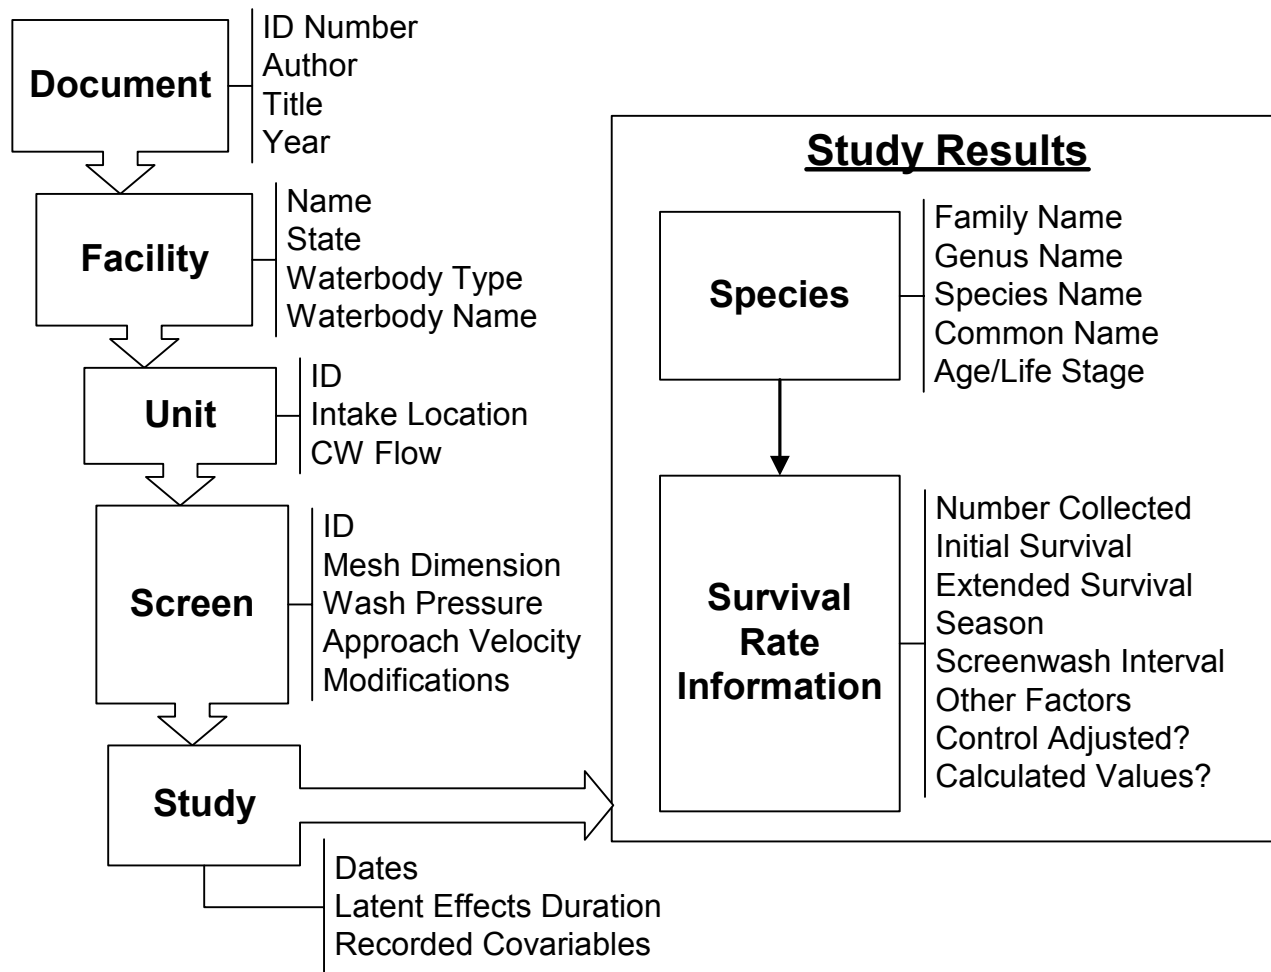 Document
ID Number
Author
Title
Year
Facility
Name
State
Waterbody Type
Waterbody Name
Unit
ID
Intake Location
CW Flow
Screen
ID
Mesh Dimension
Wash Pressure
Approach Velocity
Modifications
Study
Dates
Latent Effects Duration
Recorded Covariables
Study Results
Species
Family Name
Genus Name
Species Name
Common Name
Age/Life Stage
Survival
Rate
Information
Number Collected
Initial Survival
Extended Survival
Season
Screenwash Interval
Other Factors
Control Adjusted?
Calculated Values?